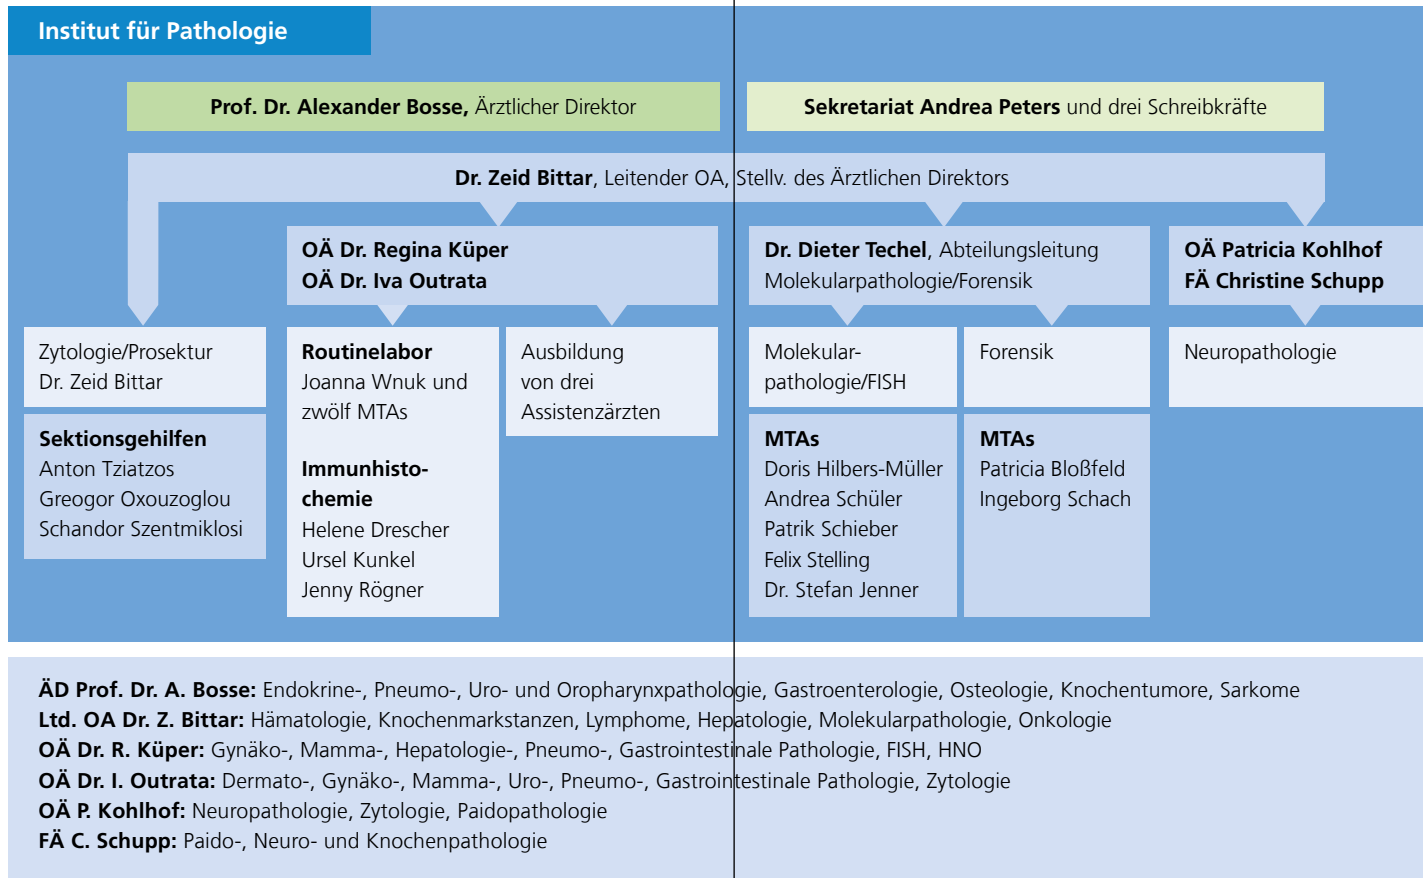 Institut für Pathologie
Prof. Dr. Alexander Bosse, Ärztlicher Direktor
Sekretariat Andrea Peters und drei Schreibkräfte
Dr. Zeid Bittar, Leitender OA, Stellv. des Ärztlichen Direktors
OÄ Dr. Regina Küper
OÄ Dr. Iva Outrata
Dr. Dieter Techel, Abteilungsleitung
Molekularpathologie/Forensik
OÄ Patricia Kohlhof
FÄ Christine Schupp
Zytologie/Prosektur
Dr. Zeid Bittar
Sektionsgehilfen
Anton Tziatzos
Greogor Oxouzoglou
Schandor Szentmiklosi
Routinelabor
Joanna Wnuk und
zwölf MTAs
Immunhisto-
chemie
Helene Drescher
Ursel Kunkel
Jenny Rögner
Ausbildung
von drei
Assistenzärzten
Molekular-
pathologie/FISH
MTAs
Doris Hilbers-Müller
Andrea Schüler
Patrik Schieber
Felix Stelling
Dr. Stefan Jenner
Forensik
MTAs
Patricia Bloßfeld
Ingeborg Schach
Neuropathologie
ÄD Prof. Dr. A. Bosse: Endokrine-, Pneumo-, Uro- und Oropharynxpathologie, Gastroenterologie, Osteologie, Knochentumore, Sarkome
Ltd. OA Dr. Z. Bittar: Hämatologie, Knochenmarkstanzen, Lymphome, Hepatologie, Molekularpathologie, Onkologie
OÄ Dr. R. Küper: Gynäko-, Mamma-, Hepatologie-, Pneumo-, Gastrointestinale Pathologie, FISH, HNO
OÄ Dr. I. Outrata: Dermato-, Gynäko-, Mamma-, Uro-, Pneumo-, Gastrointestinale Pathologie, Zytologie
OÄ P. Kohlhof: Neuropathologie, Zytologie, Paidopathologie
FÄ C. Schupp: Paido-, Neuro- und Knochenpathologie